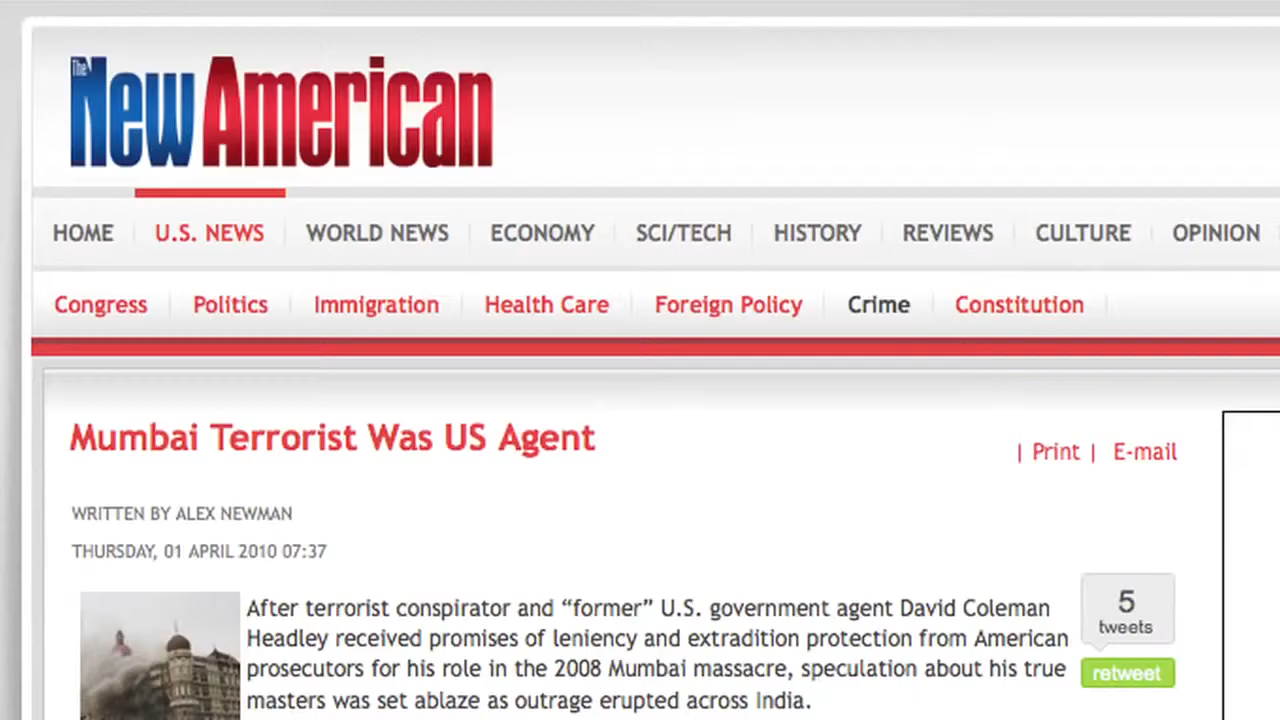 The New American
HOME U.S. NEWS WORLD NEWS ECONOMY SCI/TECH HISTORY REVIEWS CULTURE OPINION
Congress Politics Immigration Health Care Foreign Policy Crime Constitution
Mumbai Terrorist Was US Agent
| Print | E-mail
WRITTEN BY ALEX NEWMAN
THURSDAY, 01 APRIL 2010 07:37
After terrorist conspirator and “former” U.S. government agent David Coleman
Headley received promises of leniency and extradition protection from American
prosecutors for his role in the 2008 Mumbai massacre, speculation about his true
masters was set ablaze as outrage erupted across India.
5
tweets
retweet